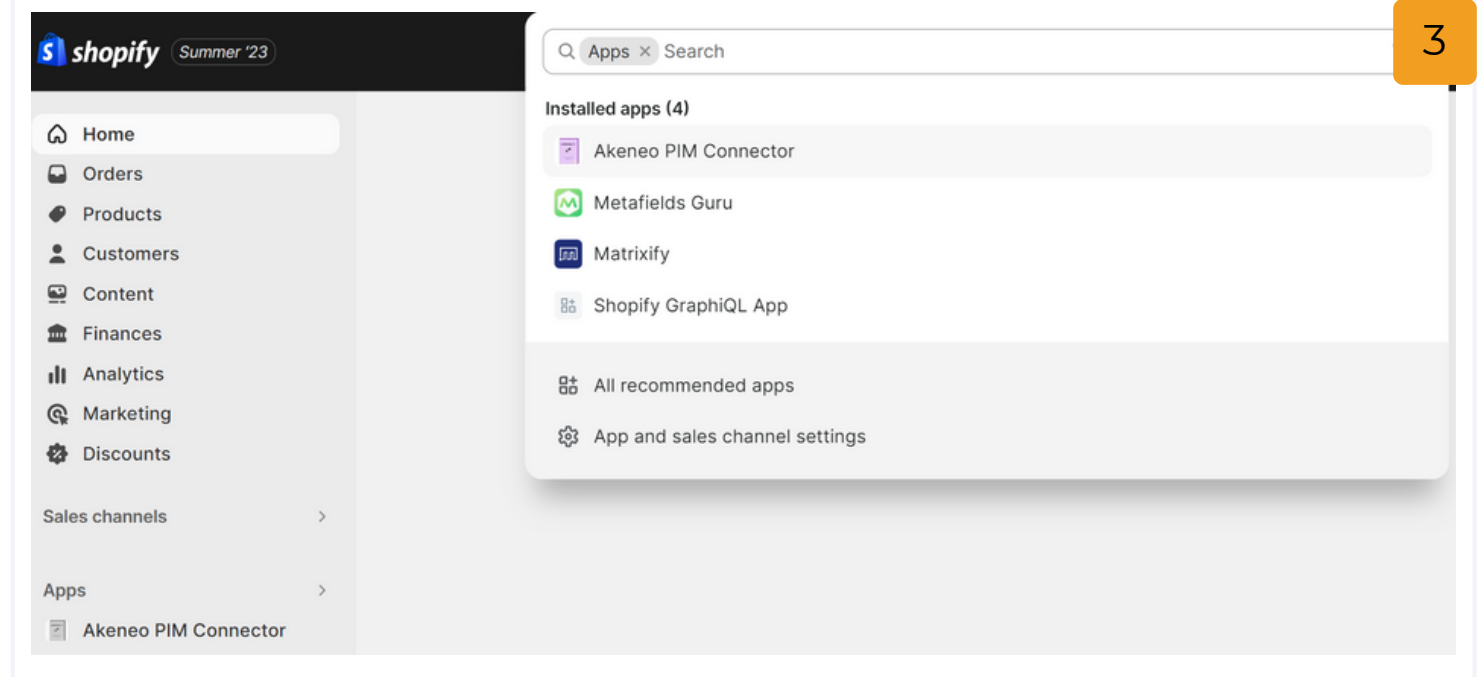 shopify Summer '23
Apps × Search
3
Installed apps (4)
Akeneo PIM Connector
Metafields Guru
Matrixify
Shopify GraphiQL App
All recommended apps
App and sales channel settings
Home
Orders
Products
Customers
Content
Finances
Analytics
Marketing
Discounts
Sales channels
Apps
Akeneo PIM Connector